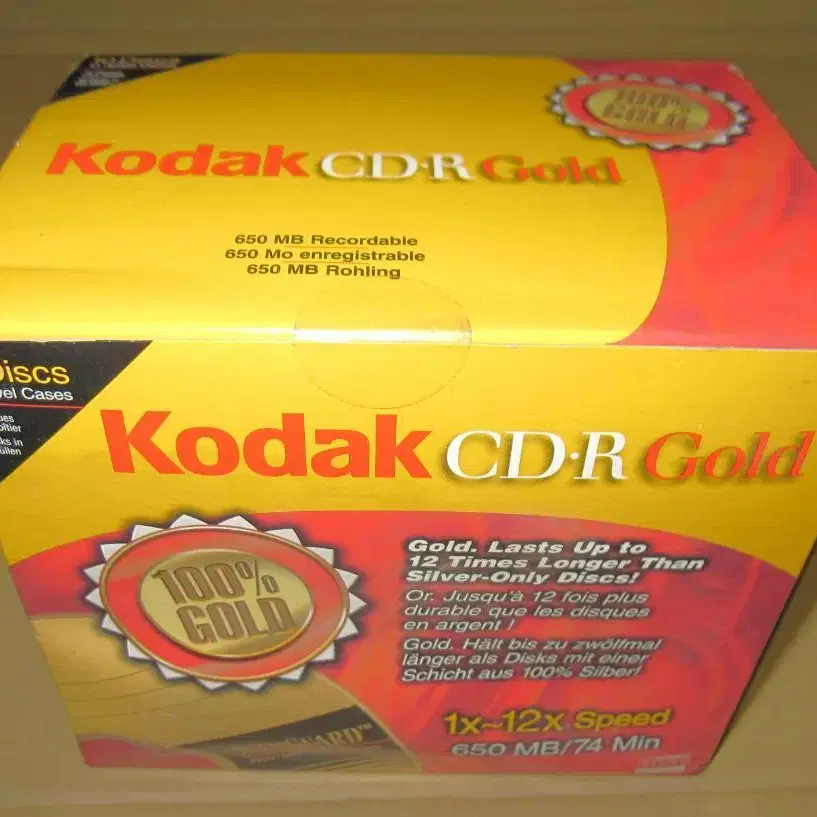 100%
GOLD
Kodak CD·R Gold
650 MB Recordable
650 Mo enregistrable
650 MB Rohling
Discs
Cases
Kodak CD·R Gold
100%
GOLD
Gold. Lasts Up to
12 Times Longer Than
Silver-Only Discs!
Or. Jusqu'à 12 fois plus
durable que les disques
en argent !
Gold. Hält bis zu zwölfmal
länger als Disks mit einer
Schicht aus 100% Silber!
1x-12x Speed
650 MB/74 Min